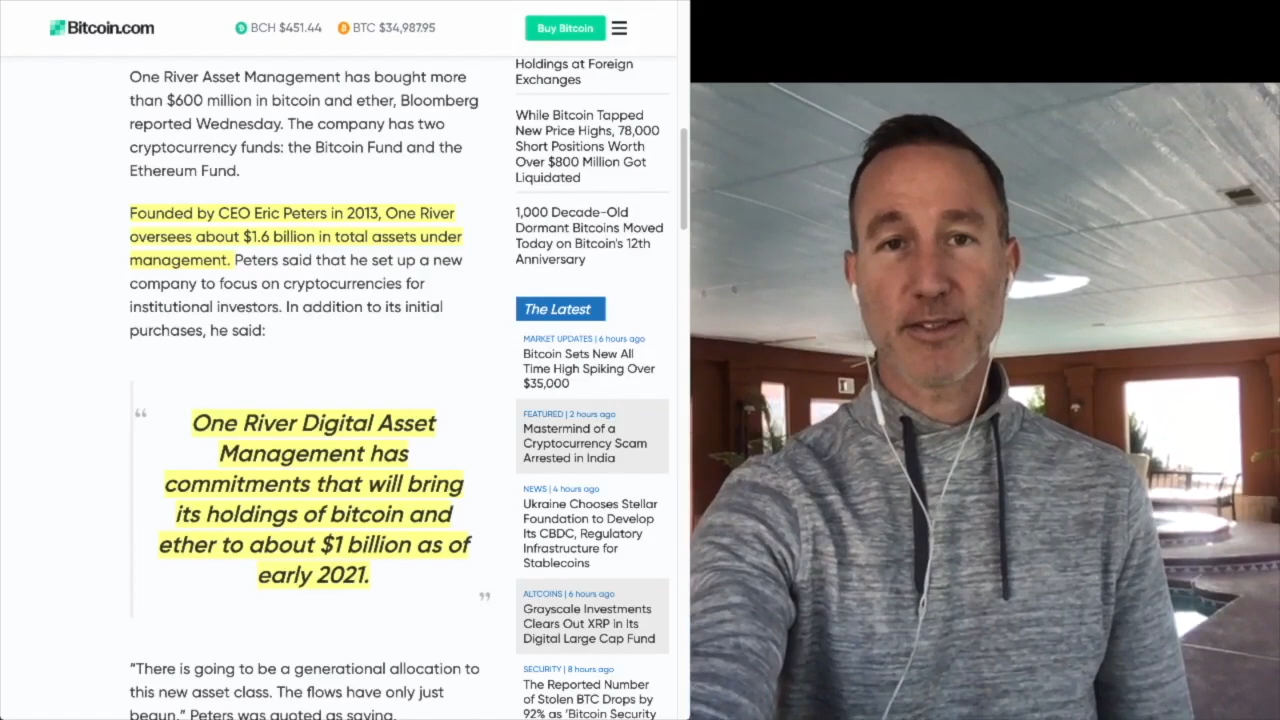 Bitcoin.com
BCH $451.44
BTC $34,987.95
Buy Bitcoin
One River Asset Management has bought more
than $600 million in bitcoin and ether, Bloomberg
reported Wednesday. The company has two
cryptocurrency funds: the Bitcoin Fund and the
Ethereum Fund.
Founded by CEO Eric Peters in 2013, One River
oversees about $1.6 billion in total assets under
management. Peters said that he set up a new
company to focus on cryptocurrencies for
institutional investors. In addition to its initial
purchases, he said:
“
One River Digital Asset
Management has
commitments that will bring
its holdings of bitcoin and
ether to about $1 billion as of
early 2021.
”
“There is going to be a generational allocation to
this new asset class. The flows have only just
begun,” Peters was quoted as saying.
Holdings at Foreign
Exchanges
While Bitcoin Tapped
New Price Highs, 78,000
Short Positions Worth
Over $800 Million Got
Liquidated
1,000 Decade-Old
Dormant Bitcoins Moved
Today on Bitcoin's 12th
Anniversary
The Latest
MARKET UPDATES | 6 hours ago
Bitcoin Sets New All
Time High Spiking Over
$35,000
FEATURED | 2 hours ago
Mastermind of a
Cryptocurrency Scam
Arrested in India
NEWS | 4 hours ago
Ukraine Chooses Stellar
Foundation to Develop
Its CBDC, Regulatory
Infrastructure for
Stablecoins
ALTCOINS | 6 hours ago
Grayscale Investments
Clears Out XRP in Its
Digital Large Cap Fund
SECURITY | 8 hours ago
The Reported Number
of Stolen BTC Drops by
92% as 'Bitcoin Security